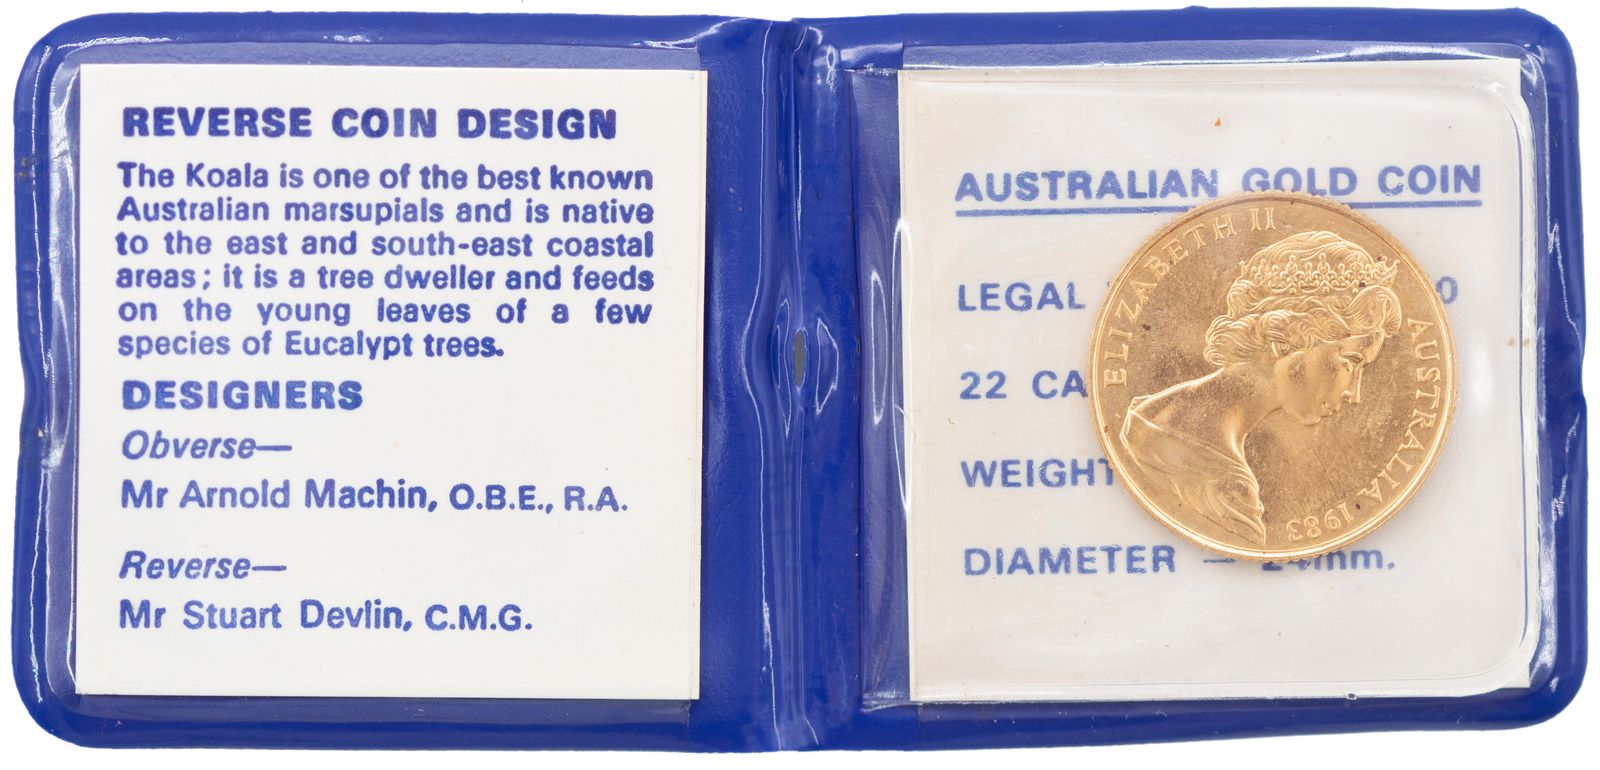 REVERSE COIN DESIGN
The Koala is one of the best known
Australian marsupials and is native
to the east and south-east coastal
areas; it is a tree dweller and feeds
on the young leaves of a few
species of Eucalypt trees.
DESIGNERS
Obverse—
Mr Arnold Machin, O.B.E., R.A.
Reverse—
Mr Stuart Devlin, C.M.G.
AUSTRALIAN GOLD COIN
LEGAL
22
WEIGHT
DIAMETER — 24mm.
ELIZABETH II
AUSTRALIA 1983